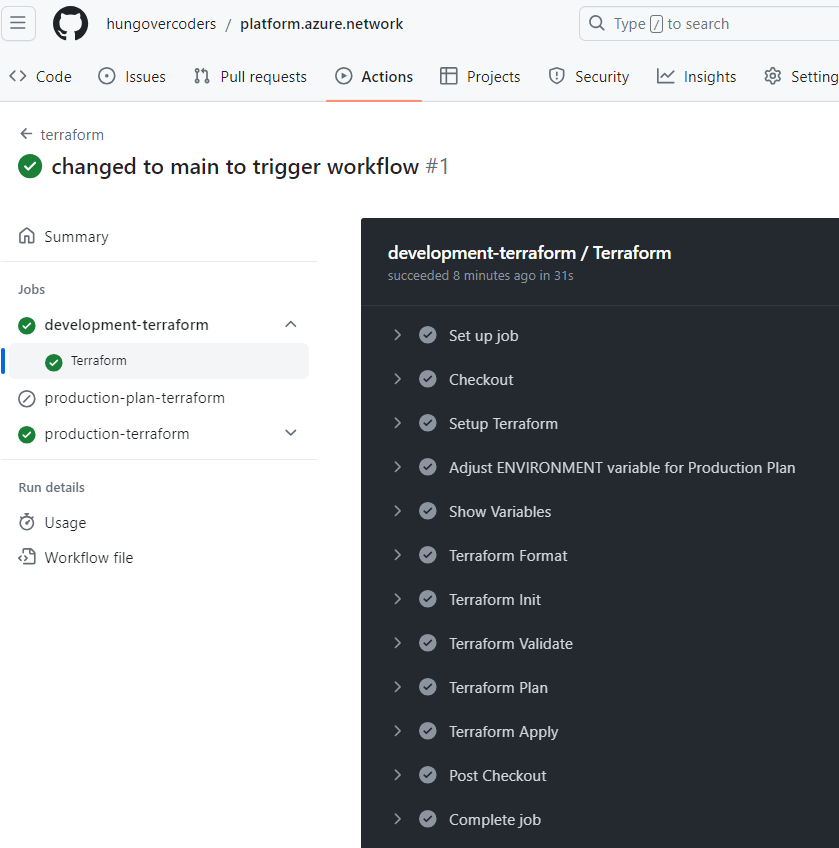 hungovercoders / platform.azure.network
Type / to search
Code
Issues
Pull requests
Actions
Projects
Security
Insights
Setting
terraform
changed to main to trigger workflow #1
Summary
Jobs
development-terraform
Terraform
production-plan-terraform
production-terraform
Run details
Usage
Workflow file
development-terraform / Terraform
succeeded 8 minutes ago in 31s
Set up job
Checkout
Setup Terraform
Adjust ENVIRONMENT variable for Production Plan
Show Variables
Terraform Format
Terraform Init
Terraform Validate
Terraform Plan
Terraform Apply
Post Checkout
Complete job